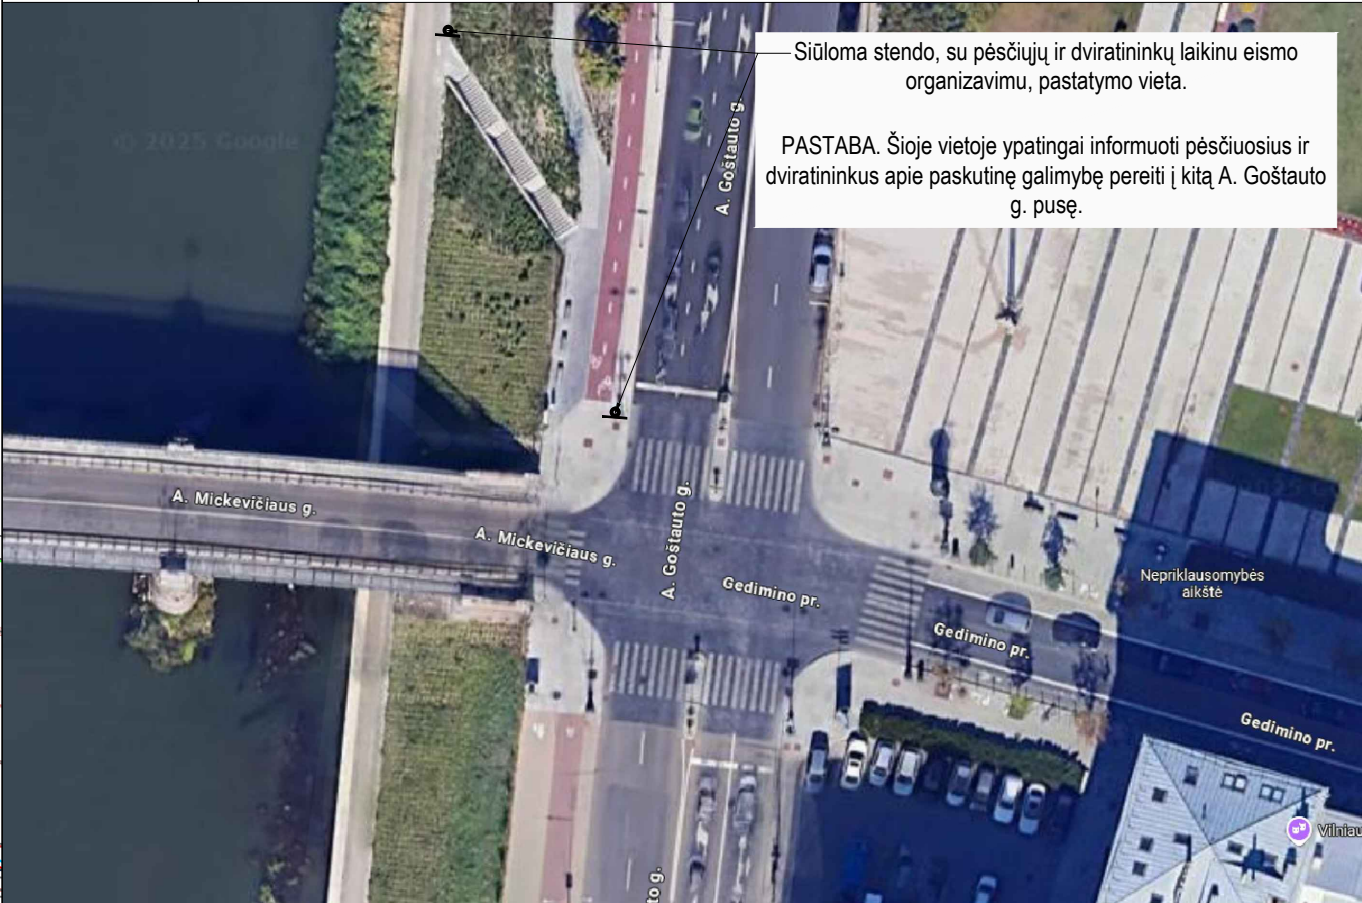 Siūloma stendo, su pėsčiųjų ir dviratininkų laikinu eismo
organizavimu, pastatymo vieta.
PASTABA. Šioje vietoje ypatingai informuoti pėsčiuosius ir
dviratininkus apie paskutinę galimybę pereiti į kitą A. Goštauto
g. pusę.
© 2025 Google
A. Goštauto g.
A. Mickevičiaus g.
A. Mickevičiaus g.
A. Goštauto g.
Gedimino pr.
Nepriklausomybės
aikštė
Gedimino pr.
Gedimino pr.
Vilniau
to g.